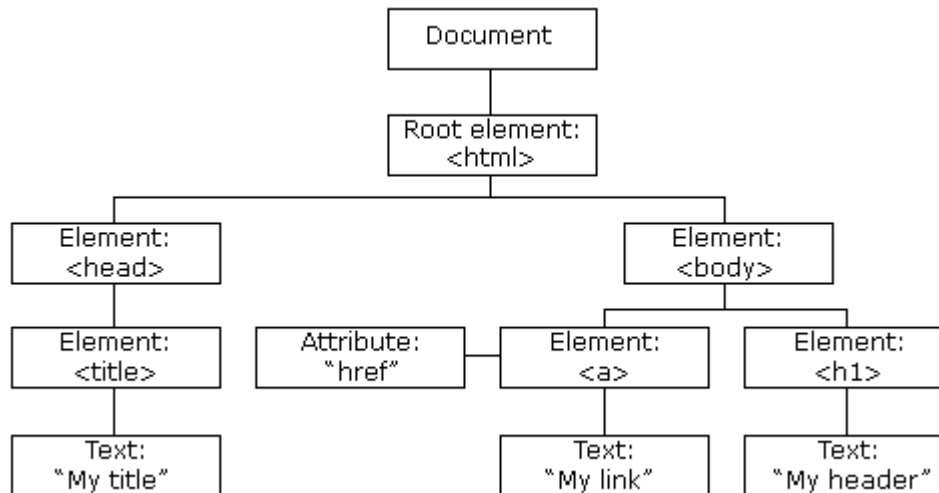 Document
Root element:
<html>
Element:
<head>
Element:
<body>
Element:
<title>
Attribute:
“href”
Element:
<a>
Element:
<h1>
Text:
“My title”
Text:
“My link”
Text:
“My header”